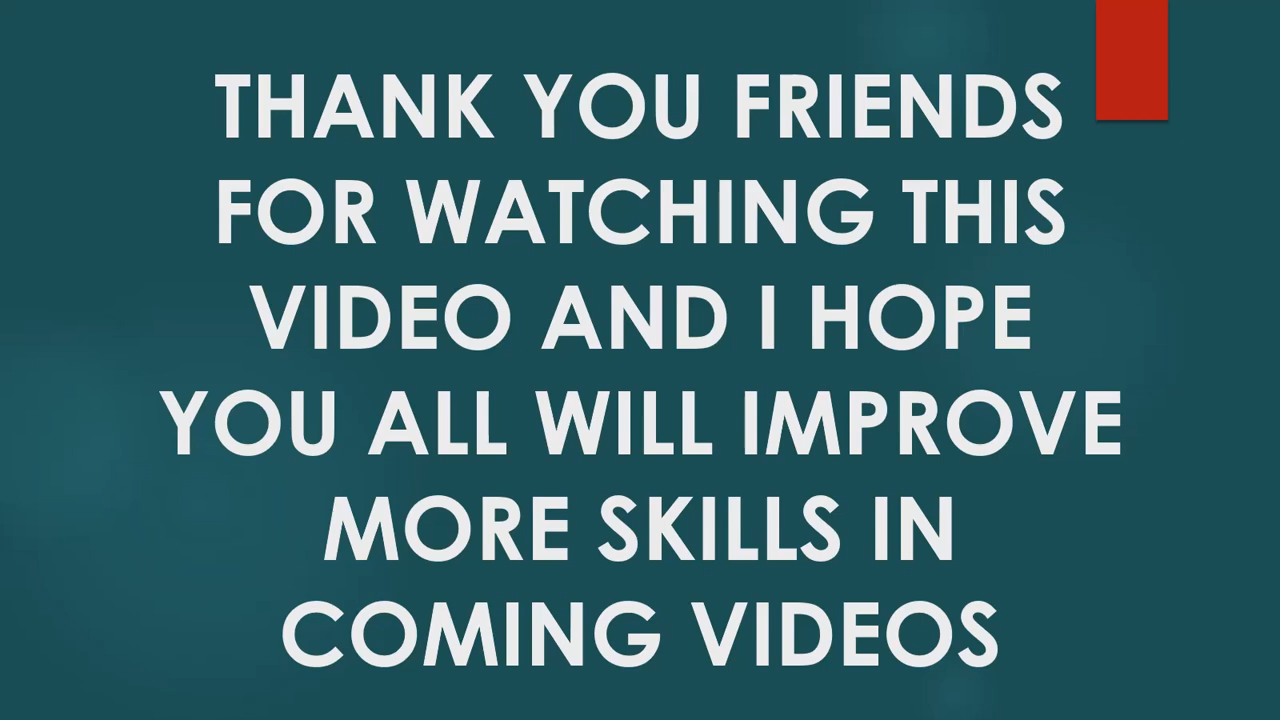 THANK YOU FRIENDS
FOR WATCHING THIS
VIDEO AND I HOPE
YOU ALL WILL IMPROVE
MORE SKILLS IN
COMING VIDEOS